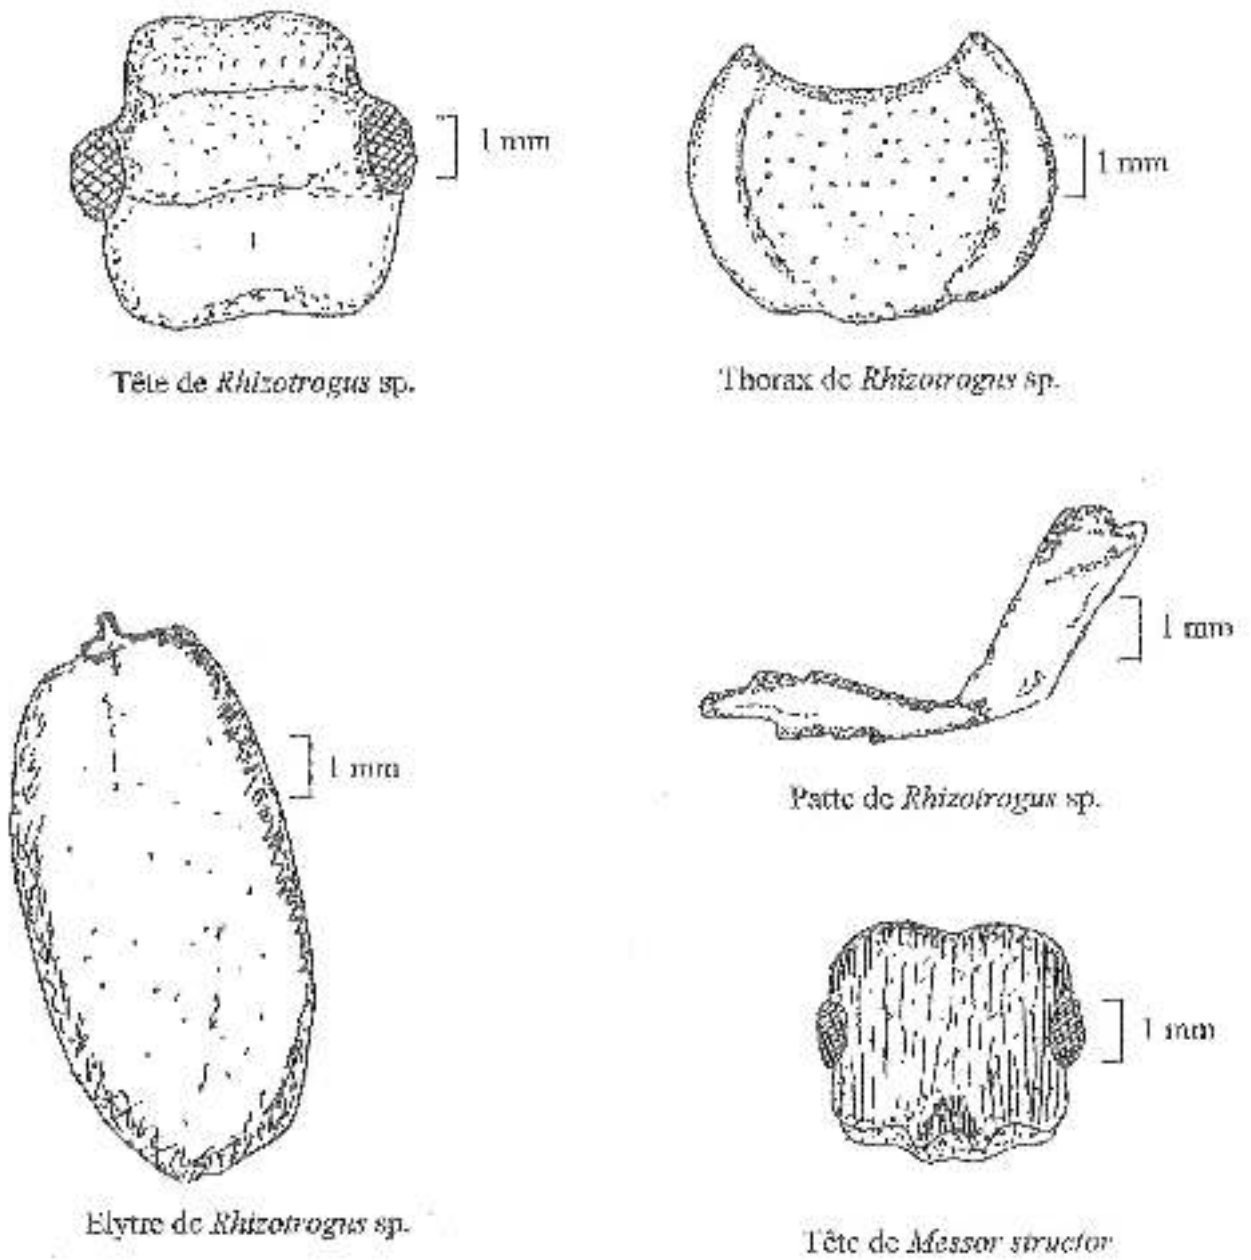 1 mm
1 mm
Tête de Rhizotrogus sp.
Thorax de Rhizotrogus sp.
1 mm
1 mm
Patte de Rhizotrogus sp.
1 mm
Elytre de Rhizotrogus sp.
Tête de Messor structor